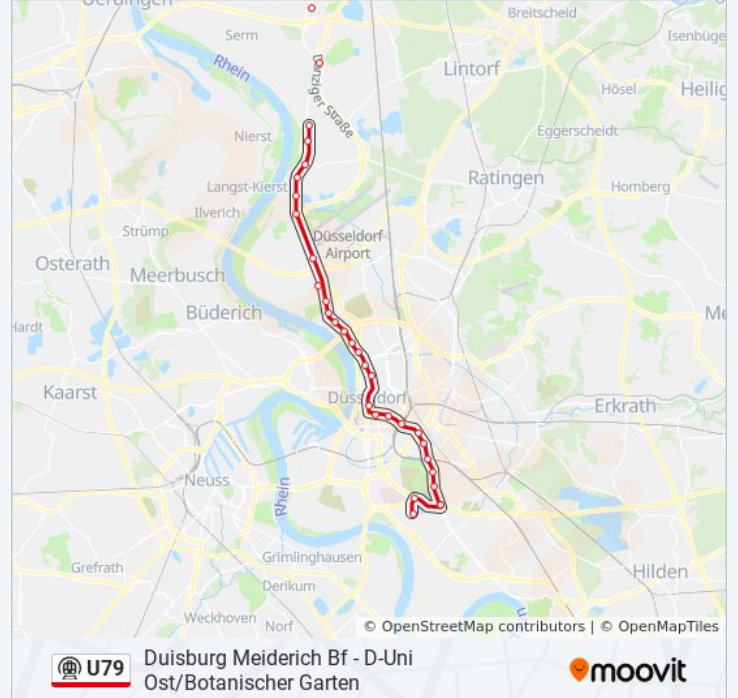 Uerdingen
Breitscheid
Serm
Isenbüge
Rhein
Lintorf
Hösel
Heilig
Danziger Straße
Nierst
Eggerscheidt
Ratingen
Langst-Kierst
Homberg
Ilverich
Strümp
Düsseldorf
Airport
Osterath
Meerbusch
Büderich
Me
Hardt
Kaarst
Düsseldorf
Erkrath
Neuss
Rhein
Grimlinghausen
Grefrath
Derikum
Hilden
Weckhoven
Norf
© OpenStreetMap contributors | © OpenMapTiles
U79
Duisburg Meiderich Bf - D-Uni
Ost/Botanischer Garten
moovit